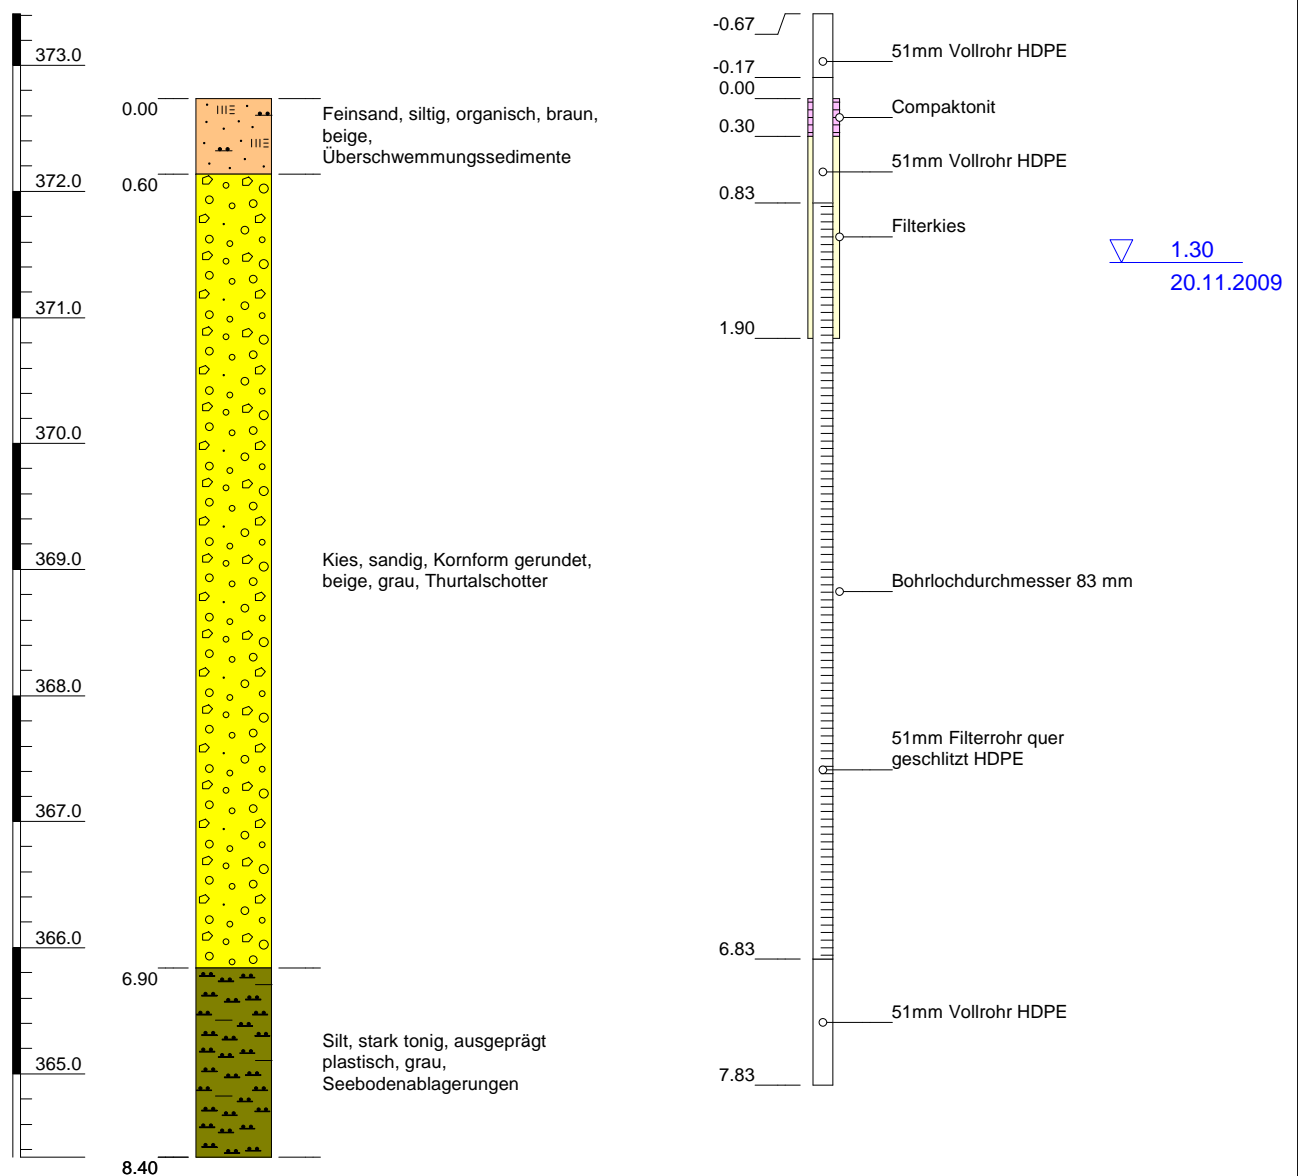 373.0
372.0
371.0
370.0
369.0
368.0
367.0
366.0
365.0
0.00
0.60
6.90
8.40
Feinsand, siltig, organisch, braun,
beige,
Überschwemmungssedimente
Kies, sandig, Kornform gerundet,
beige, grau, Thurtalschotter
Silt, stark tonig, ausgeprägt
plastisch, grau,
Seebodenablagerungen
-0.67
-0.17
0.00
0.30
0.83
1.90
6.83
7.83
51mm Vollrohr HDPE
Compaktonit
51mm Vollrohr HDPE
Filterkies
Bohrlochdurchmesser 83 mm
51mm Filterrohr quer
geschlitzt HDPE
51mm Vollrohr HDPE
1.30
20.11.2009